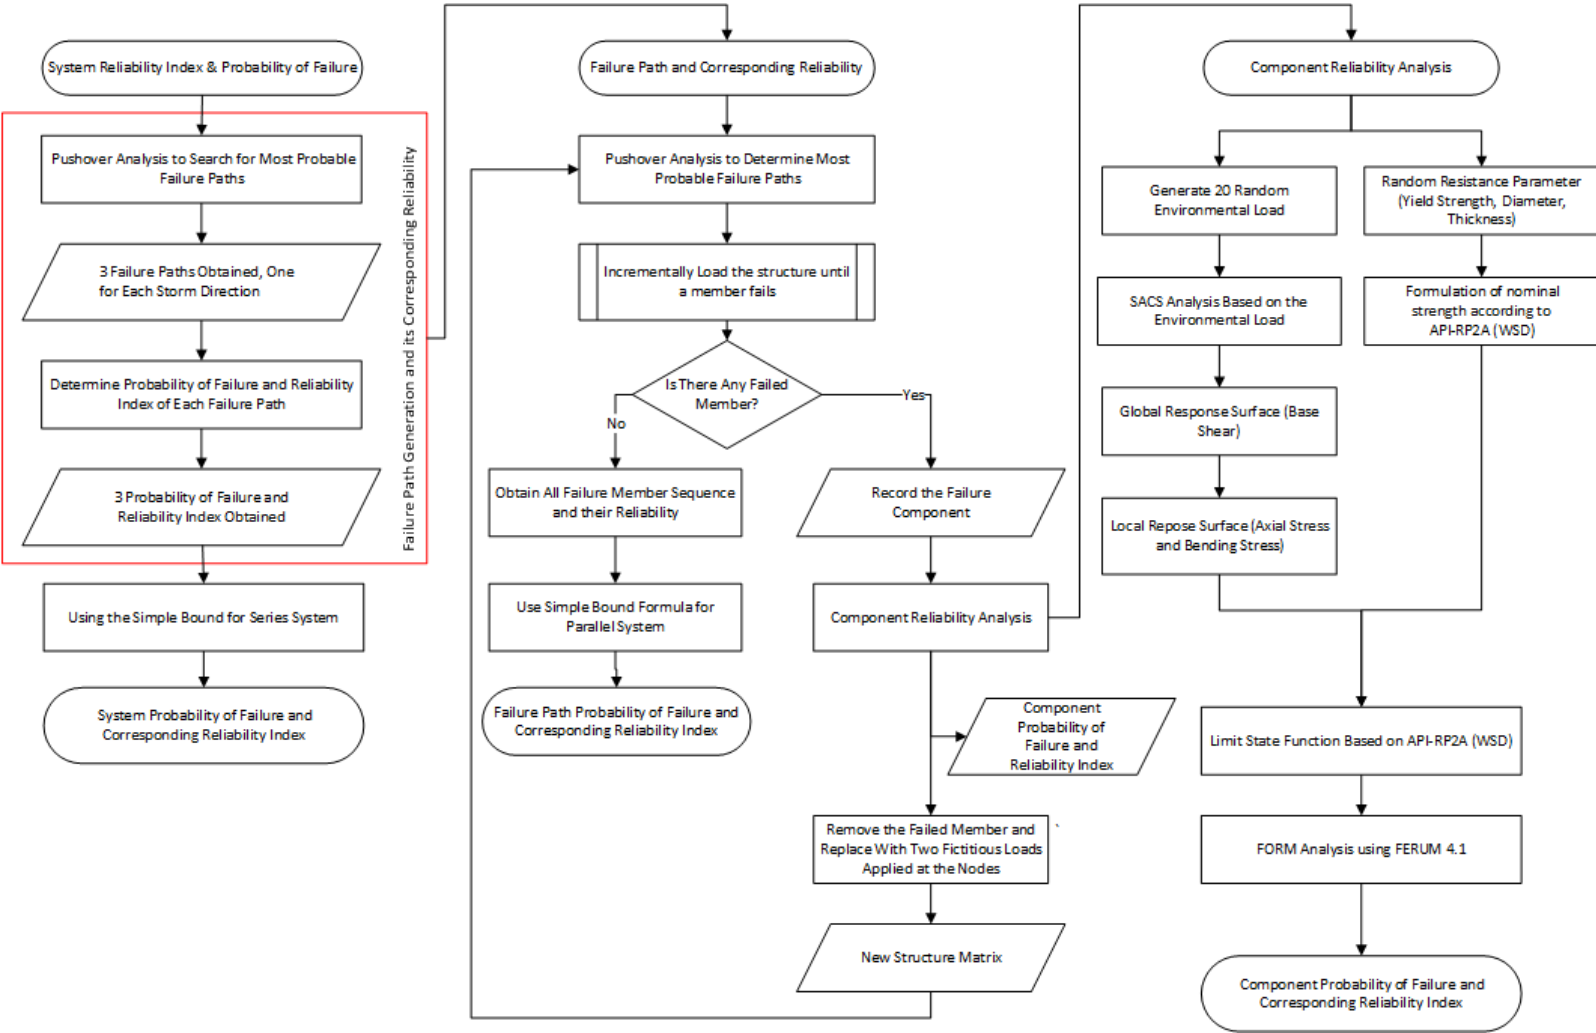 System Reliability Index & Probability of Failure
Pushover Analysis to Search for Most Probable
Failure Paths
3 Failure Paths Obtained, One
for Each Storm Direction
Determine Probability of Failure and Reliability
Index of Each Failure Path
3 Probability of Failure and
Reliability Index Obtained
Failure Path Generation and its Corresponding Reliability
Using the Simple Bound for Series System
System Probability of Failure and
Corresponding Reliability Index
Failure Path and Corresponding Reliability
Pushover Analysis to Determine Most
Probable Failure Paths
Incrementally Load the structure until
a member fails
Is There Any Failed
Member?
No
Yes
Obtain All Failure Member Sequence
and their Reliability
Use Simple Bound Formula for
Parallel System
Failure Path Probability of Failure and
Corresponding Reliability Index
Record the Failure
Component
Component Reliability Analysis
Component
Probability of
Failure and
Reliability Index
Remove the Failed Member and
Replace With Two Fictitious Loads
Applied at the Nodes
`
New Structure Matrix
Component Reliability Analysis
Generate 20 Random
Environmental Load
SACS Analysis Based on the
Environmental Load
Global Response Surface (Base
Shear)
Local Repose Surface (Axial Stress
and Bending Stress)
Random Resistance Parameter
(Yield Strength, Diameter,
Thickness)
Formulation of nominal
strength according to
API-RP2A (WSD)
Limit State Function Based on API-RP2A (WSD)
FORM Analysis using FERUM 4.1
Component Probability of Failure and
Corresponding Reliability Index